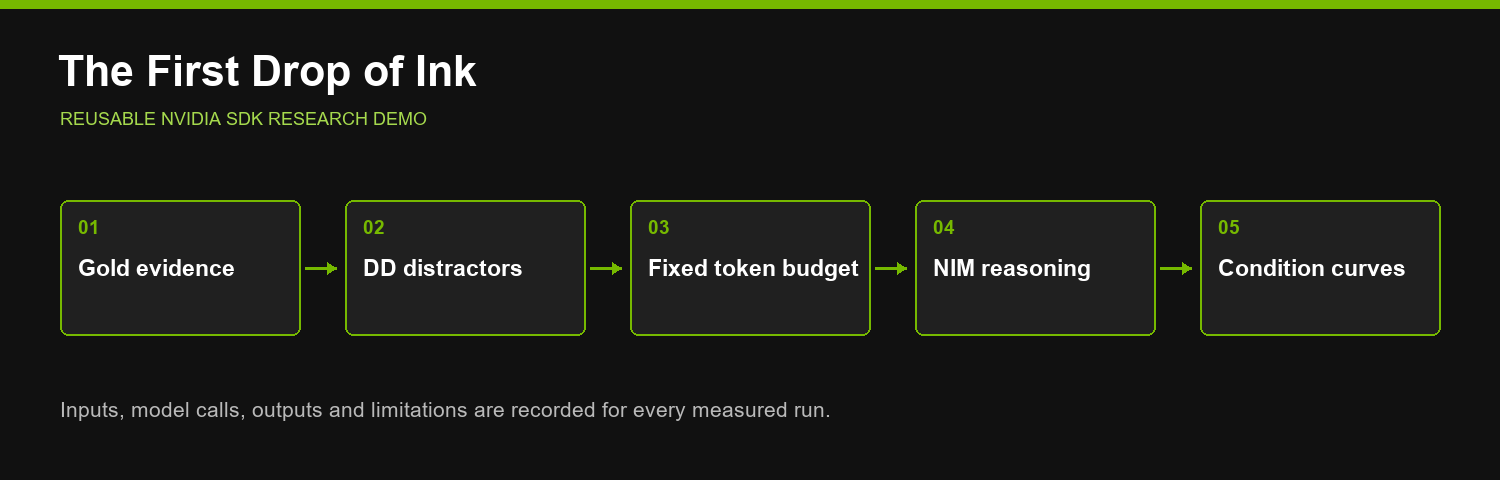 The First Drop of Ink
REUSABLE NVIDIA SDK RESEARCH DEMO
01
Gold evidence
02
DD distractors
03
Fixed token budget
04
NIM reasoning
05
Condition curves
Inputs, model calls, outputs and limitations are recorded for every measured run.